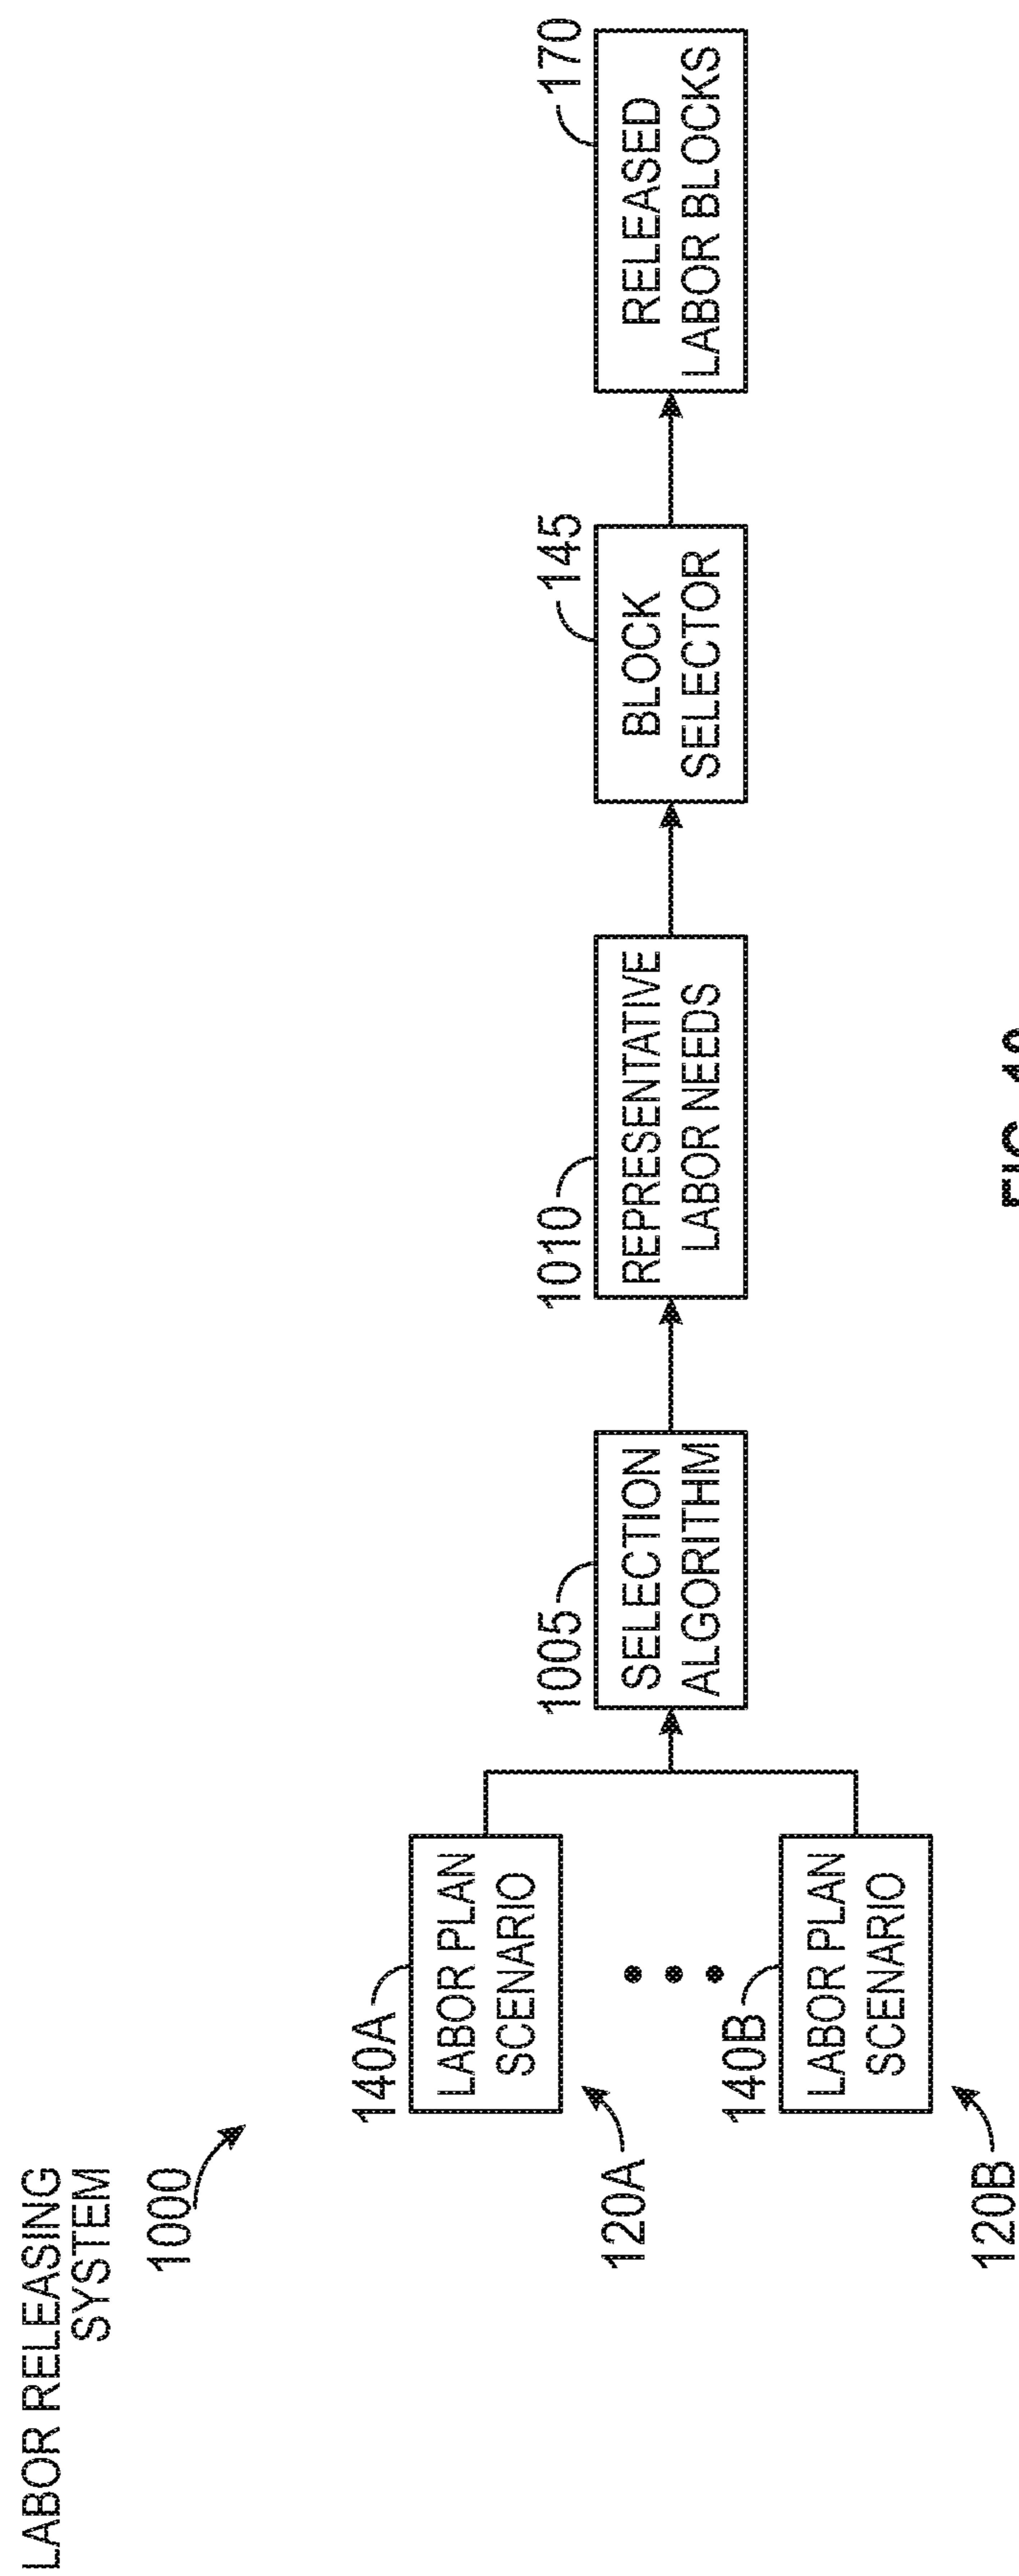 LABOR RELEASING
SYSTEM
1000
140A
LABOR PLAN
SCENARIO
120A
140B
LABOR PLAN
SCENARIO
120B
1005
SELECTION
ALGORITHM
1010
REPRESENTATIVE
LABOR NEEDS
145
BLOCK
SELECTOR
170
RELEASED
LABOR BLOCKS